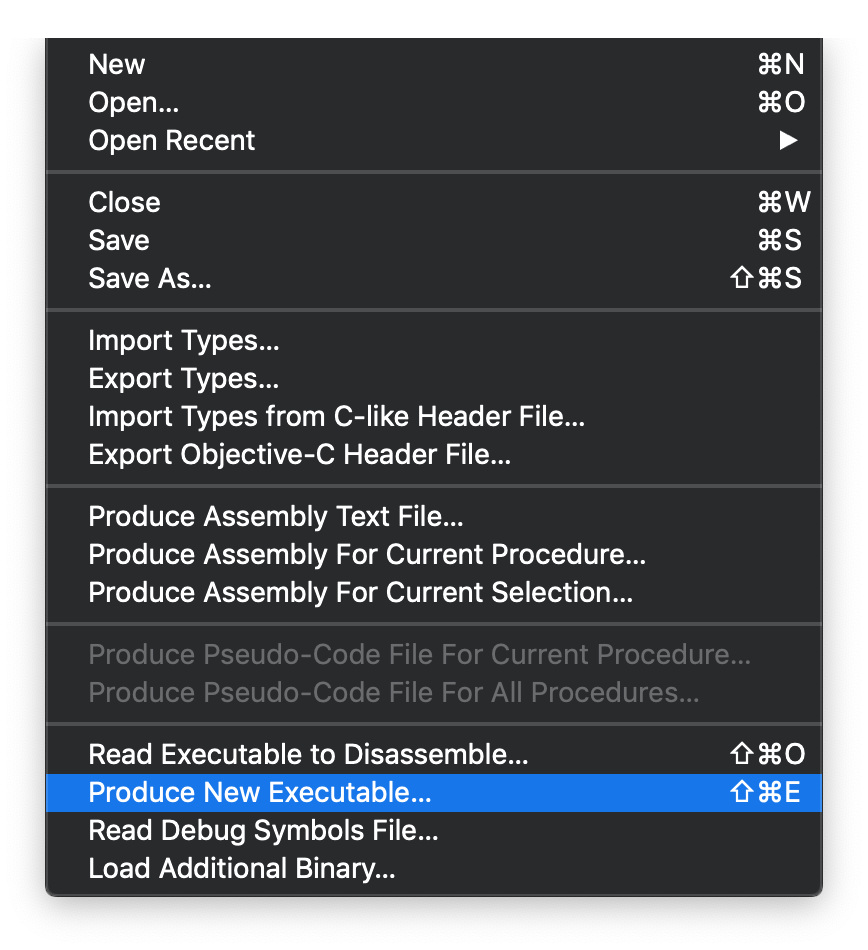 New ⌘N
Open... ⌘O
Open Recent ▶
Close ⌘W
Save ⌘S
Save As... ⇧⌘S
Import Types...
Export Types...
Import Types from C-like Header File...
Export Objective-C Header File...
Produce Assembly Text File...
Produce Assembly For Current Procedure...
Produce Assembly For Current Selection...
Produce Pseudo-Code File For Current Procedure...
Produce Pseudo-Code File For All Procedures...
Read Executable to Disassemble... ⇧⌘O
Produce New Executable... ⇧⌘E
Read Debug Symbols File...
Load Additional Binary...